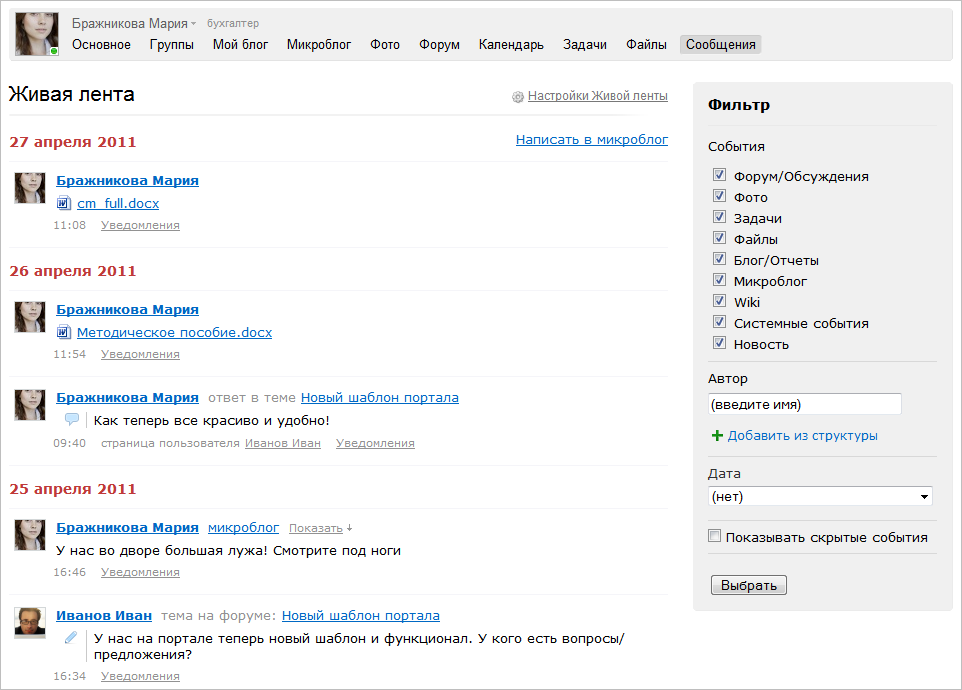 Бражникова Мария бухгалтер
Основное Группы Мой блог Микроблог Фото Форум Календарь Задачи Файлы Сообщения
Живая лента
Настройки Живой ленты
27 апреля 2011
Написать в микроблог
Бражникова Мария
cm_full.docx
11:08 Уведомления
26 апреля 2011
Бражникова Мария
Методическое пособие.docx
11:54 Уведомления
Бражникова Мария ответ в теме Новый шаблон портала
Как теперь все красиво и удобно!
09:40 страница пользователя Иванов Иван Уведомления
25 апреля 2011
Бражникова Мария микроблог Показать
У нас во дворе большая лужа! Смотрите под ноги
16:46 Уведомления
Иванов Иван тема на форуме: Новый шаблон портала
У нас на портале теперь новый шаблон и функционал. У кого есть вопросы/
предложения?
16:34 Уведомления
Фильтр
События
Форум/Обсуждения
Фото
Задачи
Файлы
Блог/Отчеты
Микроблог
Wiki
Системные события
Новость
Автор
(введите имя)
Добавить из структуры
Дата
(нет)
Показывать скрытые события
Выбрать